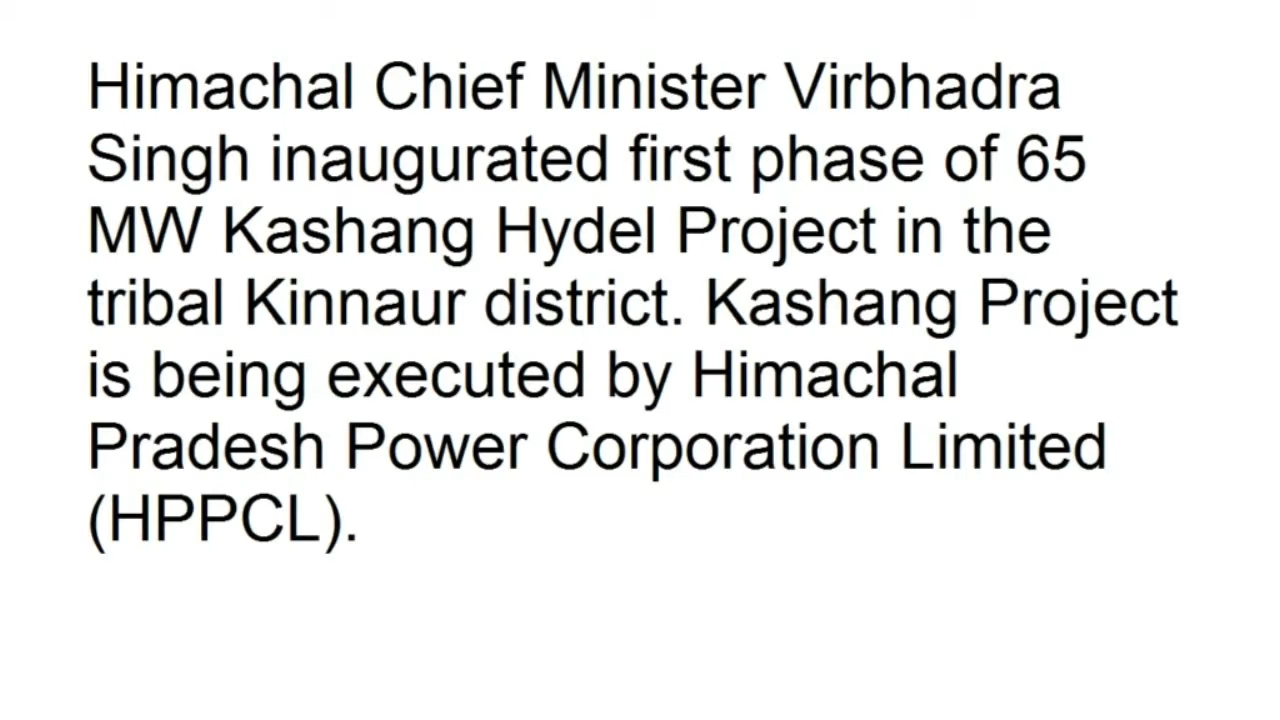 Himachal Chief Minister Virbhadra
Singh inaugurated first phase of 65
MW Kashang Hydel Project in the
tribal Kinnaur district. Kashang Project
is being executed by Himachal
Pradesh Power Corporation Limited
(HPPCL).